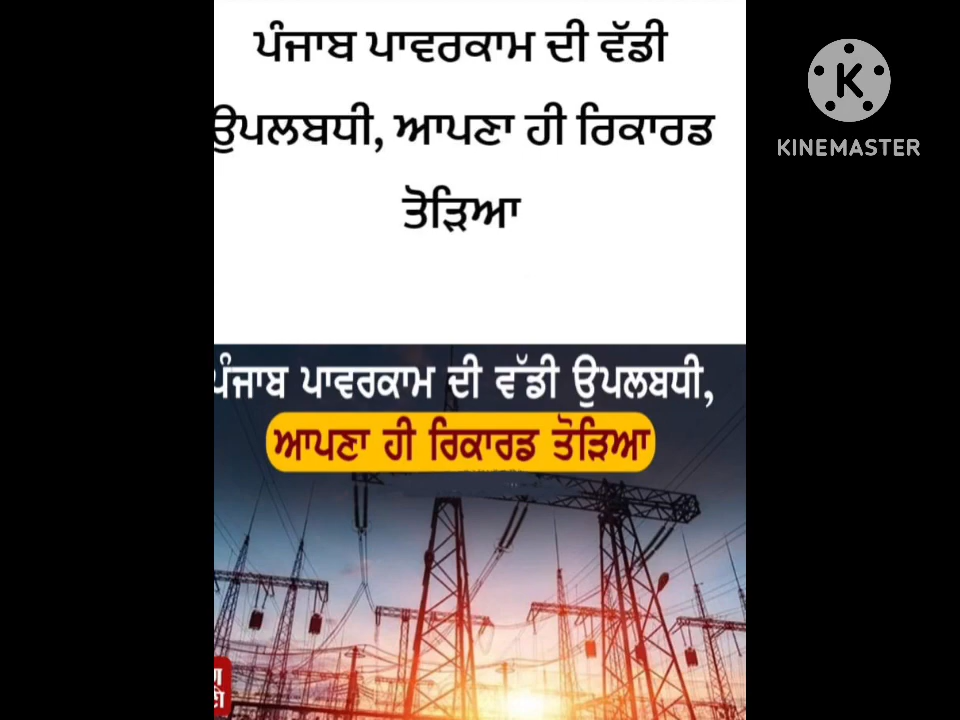 ਪੰਜਾਬ ਪਾਵਰਕਾਮ ਦੀ ਵੱਡੀ
ਉਪਲਬਧੀ, ਆਪਣਾ ਹੀ ਰਿਕਾਰਡ
ਤੋੜਿਆ
KINEMASTER
ਪੰਜਾਬ ਪਾਵਰਕਾਮ ਦੀ ਵੱਡੀ ਉਪਲਬਧੀ,
ਆਪਣਾ ਹੀ ਰਿਕਾਰਡ ਤੋੜਿਆ